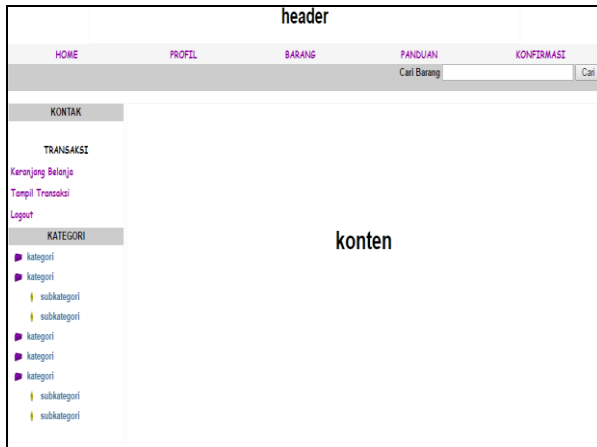 header
HOME PROFIL BARANG PANDUAN KONFIRMASI
Cari Barang Cari
KONTAK
TRANSAKSI
Keranjang Belanja
Tampil Transaksi
Logout
KATEGORI
kategori
kategori
subkategori
subkategori
kategori
kategori
kategori
subkategori
subkategori
konten